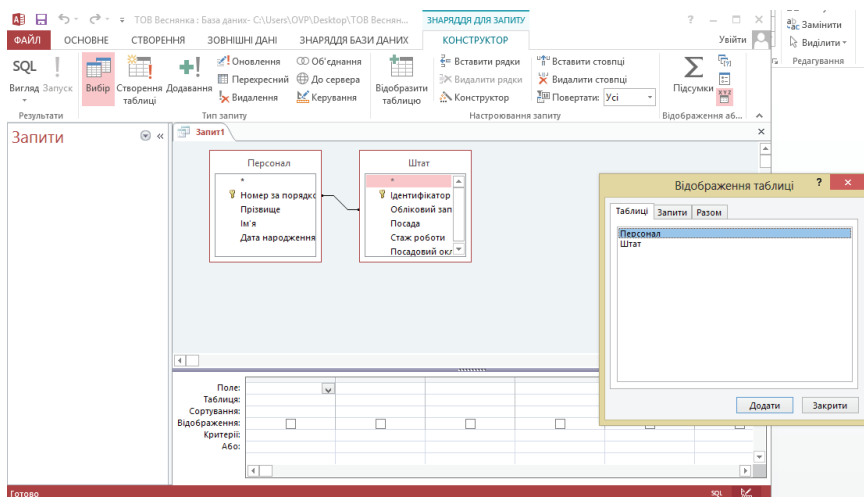 ТОВ Веснянка : База даних- C:\Users\OVP\Desktop\ТОВ Веснян...
ЗНАРЯДДЯ ДЛЯ ЗАПИТУ
?
Замінити
Виділити
Редагування
ФАЙЛ ОСНОВНЕ СТВОРЕННЯ ЗОВНІШНІ ДАНІ ЗНАРЯДДЯ БАЗИ ДАНИХ КОНСТРУКТОР Увійти
SQL
Вигляд Запуск
Результати
Вибір Створення таблиці Додавання
Оновлення
Перехресний
Видалення
Об'єднання
До сервера
Керування
Тип запиту
Відобразити
таблицю
Вставити рядки
Видалити рядки
Конструктор
Вставити стовпці
Видалити стовпці
Повертати: Усі
Настроювання запиту
Підсумки
Відображення аб...
Запити
Запит1
Персонал
*
Номер за порядко
Прізвище
Ім'я
Дата народження
Штат
*
Ідентифікатор
Обліковий зап
Посада
Стаж роботи
Посадовий окл
Відображення таблиці
?
Таблиці Запити Разом
Персонал
Штат
Додати Закрити
Поле:
Таблиця:
Сортування:
Відображення:
Критерії:
Або:
Готово
SQL